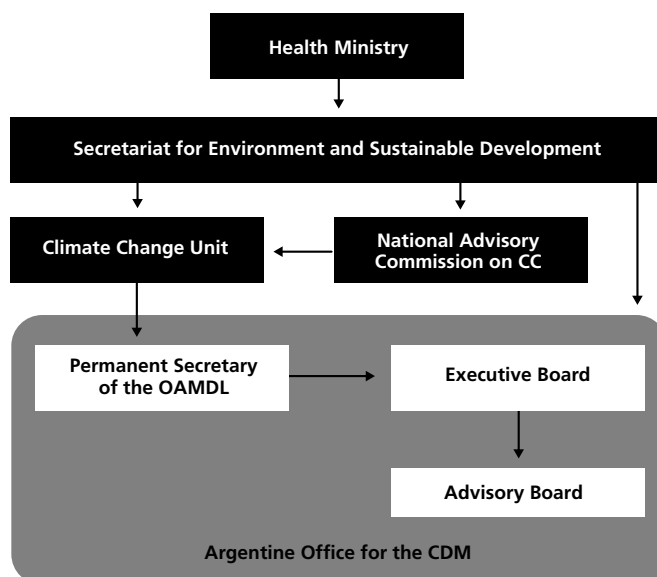 Health Ministry
Secretariat for Environment and Sustainable Development
Climate Change Unit
National Advisory
Commission on CC
Permanent Secretary
of the OAMDL
Executive Board
Advisory Board
Argentine Office for the CDM